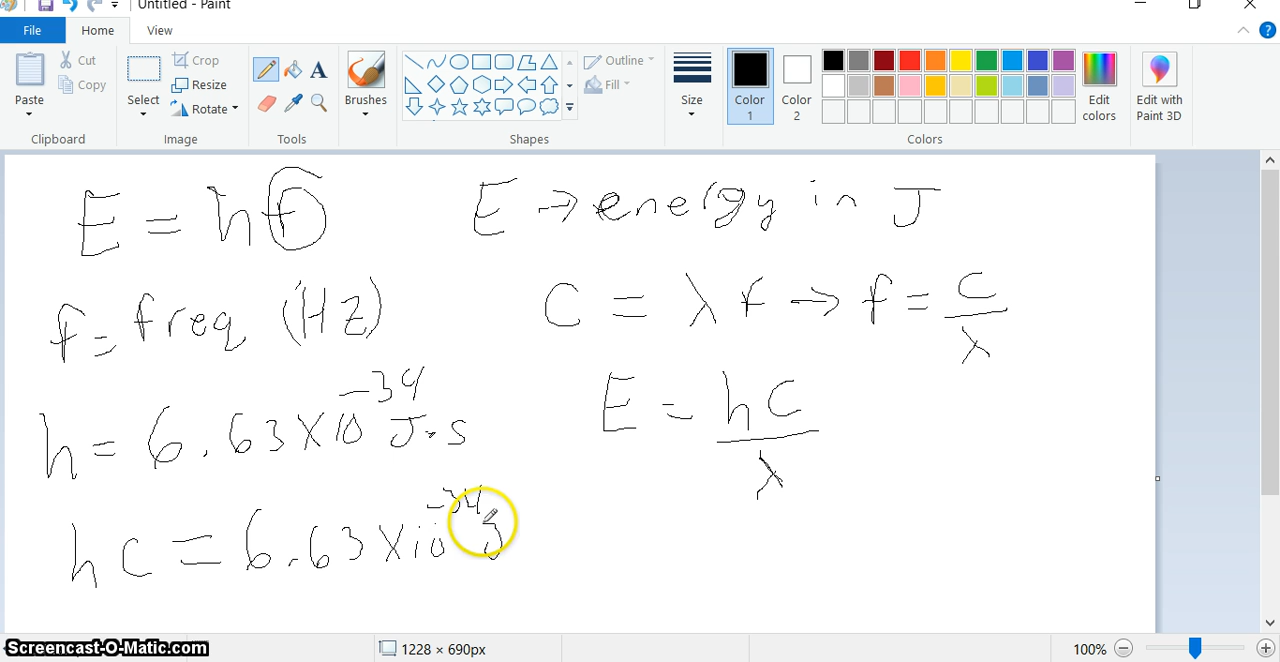 Untitled - Paint
File Home View
Paste Cut Copy
Clipboard
Select Crop Resize Rotate
Image
Tools
Brushes
Outline Fill
Shapes
Size
Color 1 Color 2
Edit colors
Edit with Paint 3D
Colors
E = hf
E → energy in J
f = freq (Hz)
C = λf → f = C/λ
h = 6.63 X 10^-34 J·s
E = hC/λ
hC = 6.63 X 10^-34 J
Screencast-O-Matic.com
1228 × 690px
100%